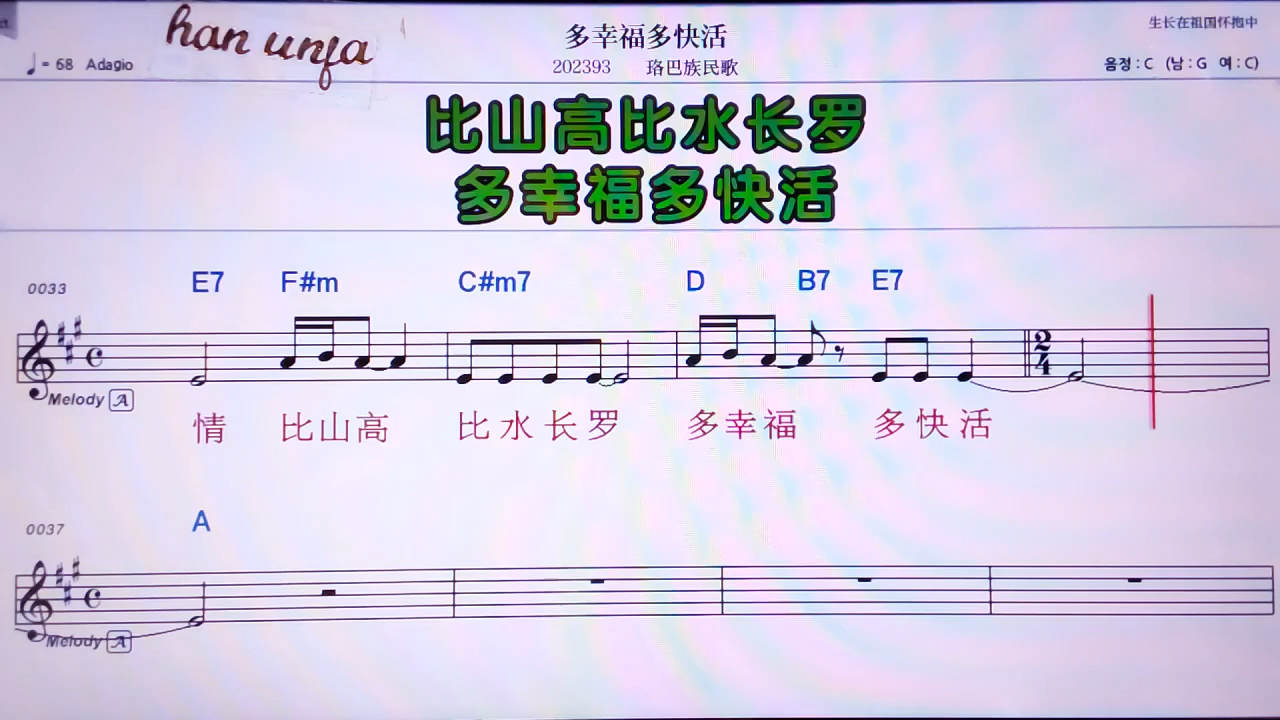 han unfa
多幸福多快活
生长在祖国怀抱中
♩= 68 Adagio
202393 珞巴族民歌
음정 : C (남 : G 여 : C)
比山高比水长罗
多幸福多快活
0033 E7 F#m C#m7 D B7 E7
2
4
Melody A
情 比山高 比水长罗 多幸福 多快活
0037 A
Melody A